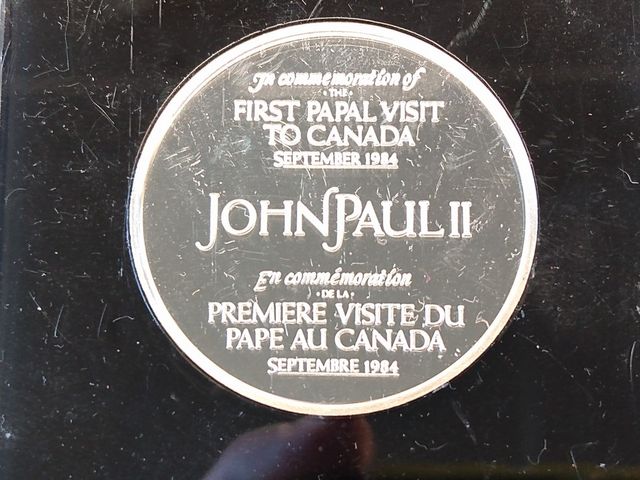 In commemoration of
· THE ·
FIRST PAPAL VISIT
TO CANADA
SEPTEMBER 1984
JOHN PAUL II
En commémoration
· DE LA ·
PREMIERE VISITE DU
PAPE AU CANADA
SEPTEMBRE 1984